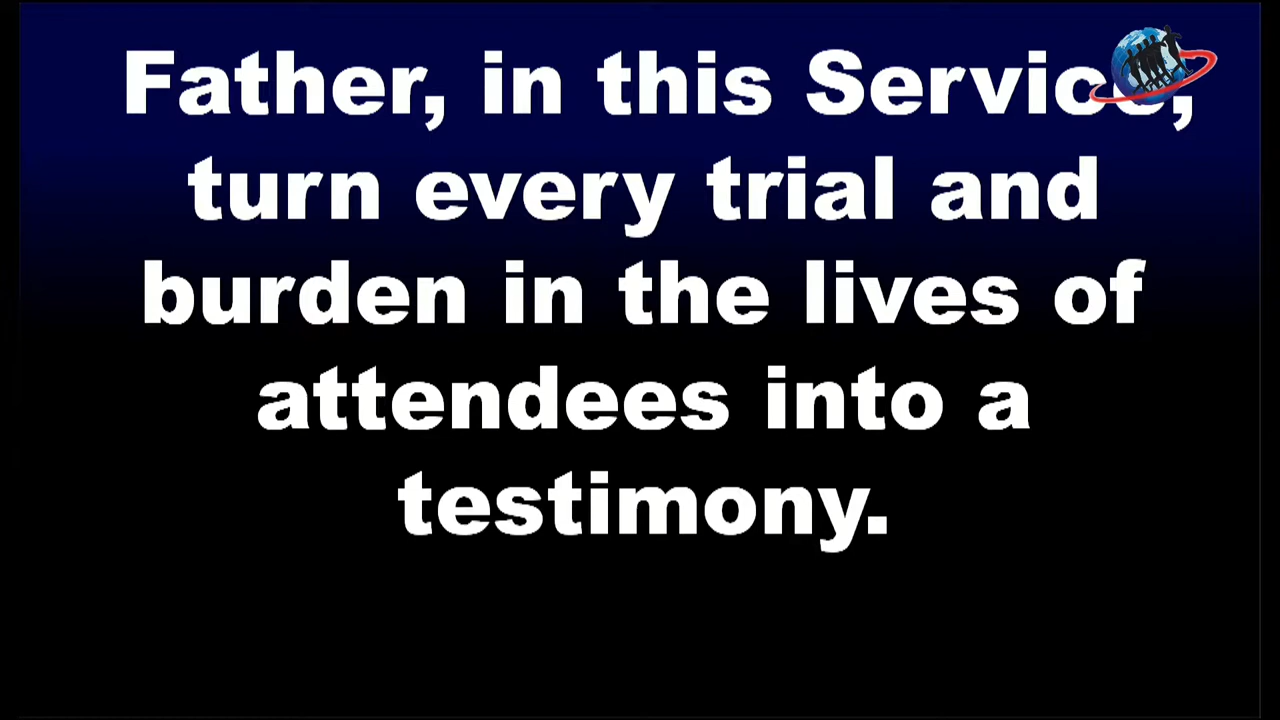 Father, in this Service,
turn every trial and
burden in the lives of
attendees into a
testimony.